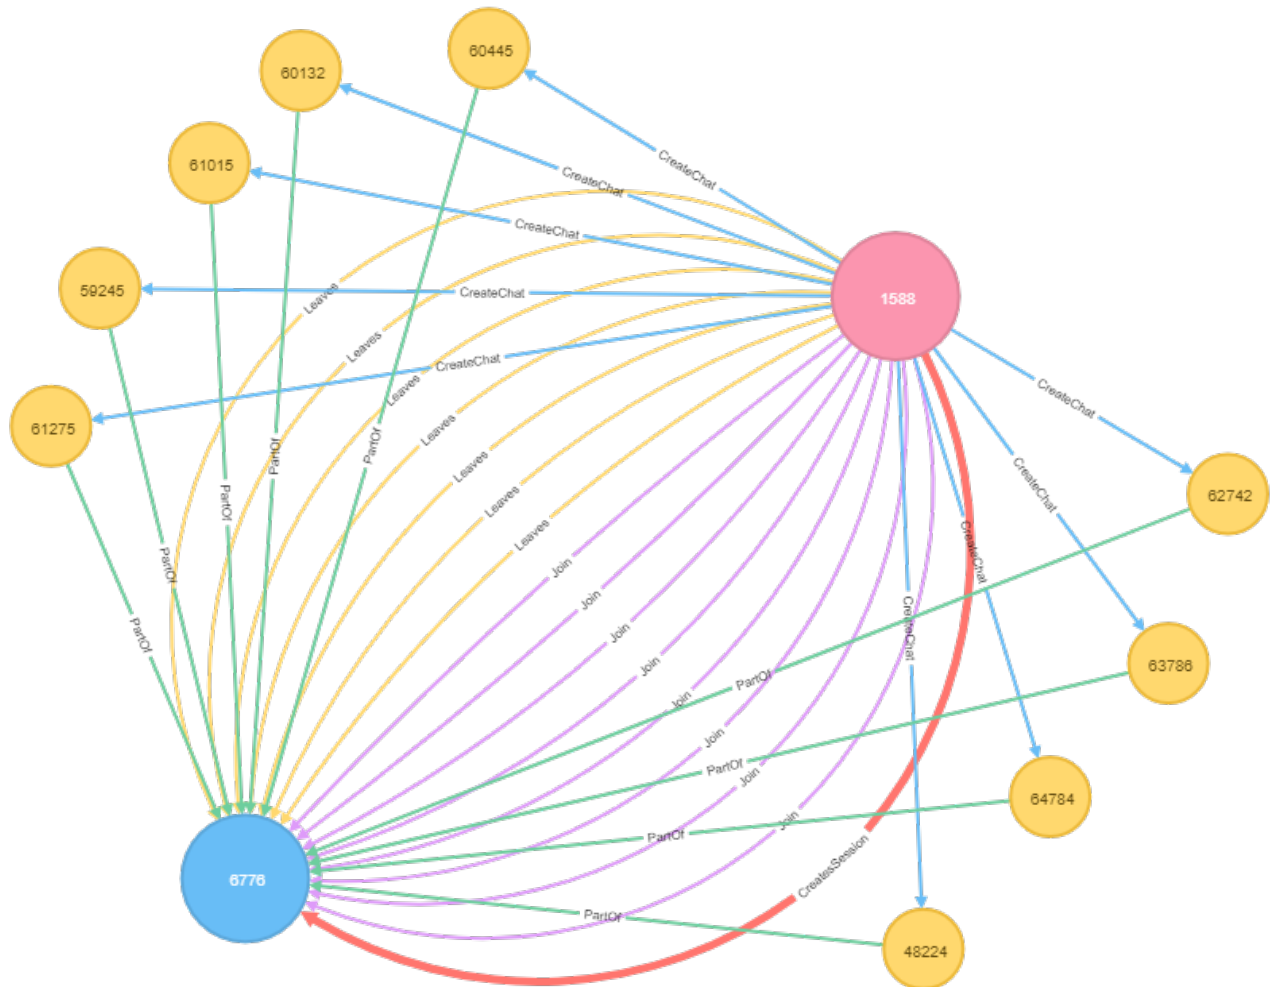 60445
60132
CreateChat
61015
CreateChat
CreateChat
59245
CreateChat
1588
Leaves
Leaves
CreateChat
Leaves
CreateChat
61275
Leaves
PartOf
PartOf
Leaves
CreateChat
62742
PartOf
Leaves
Leaves
CreateChat
PartOf
Join
Join
CreateChat
PartOf
Join
Join
63786
PartOf
Join
Join
PartOf
Join
64784
Join
PartOf
CreatesSession
6776
PartOf
48224